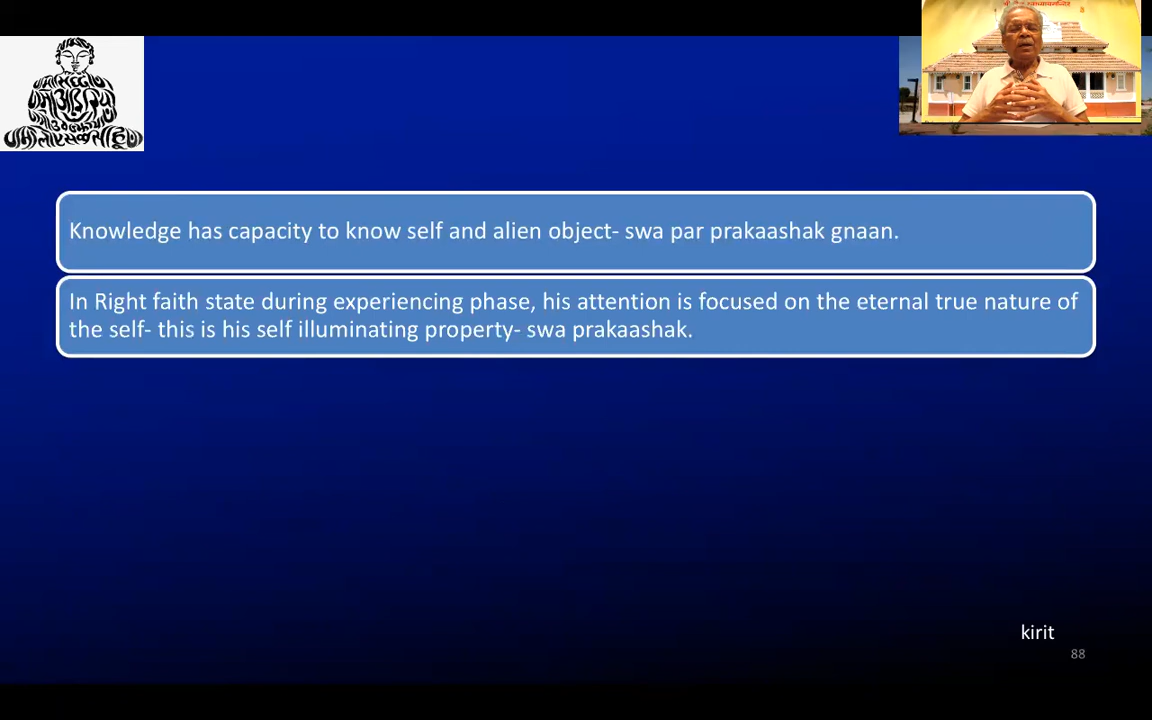 Knowledge has capacity to know self and alien object- swa par prakaashak gnaan.
In Right faith state during experiencing phase, his attention is focused on the eternal true nature of
the self- this is his self illuminating property- swa prakaashak.
kirit
88